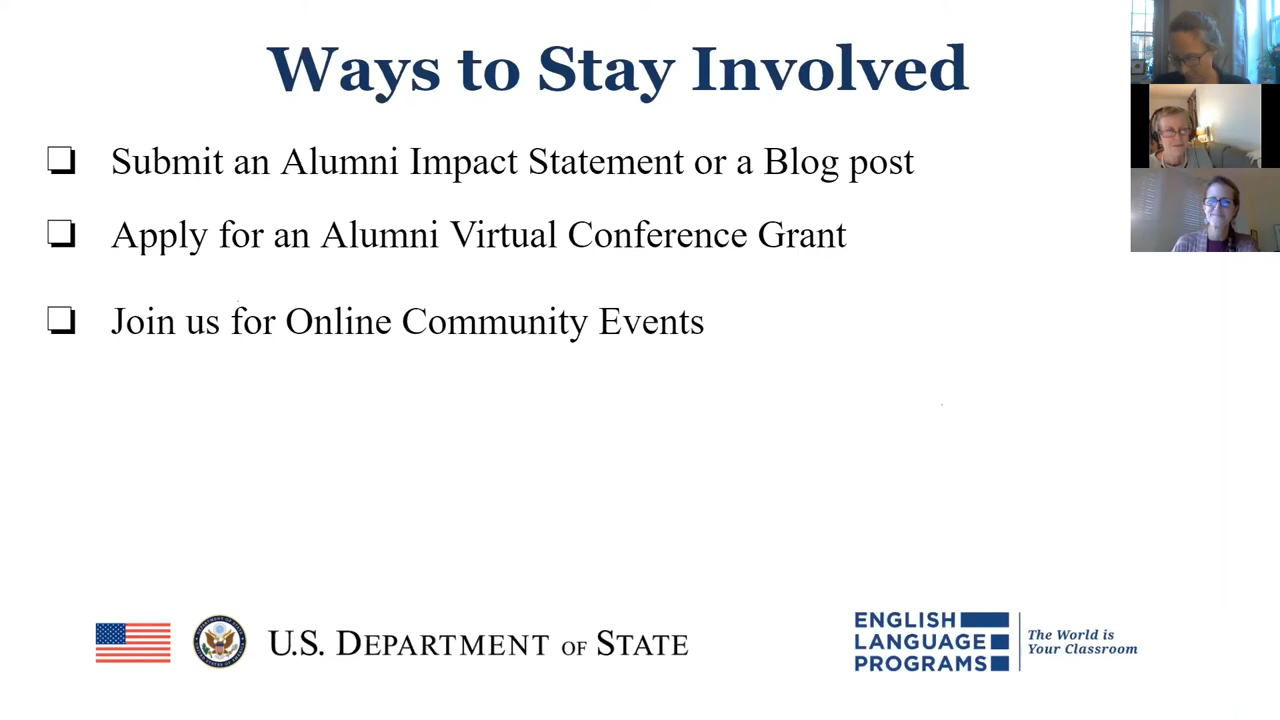 Ways to Stay Involved
❏ Submit an Alumni Impact Statement or a Blog post
❏ Apply for an Alumni Virtual Conference Grant
❏ Join us for Online Community Events
U.S. DEPARTMENT OF STATE
ENGLISH
LANGUAGE
PROGRAMS
The World is
Your Classroom